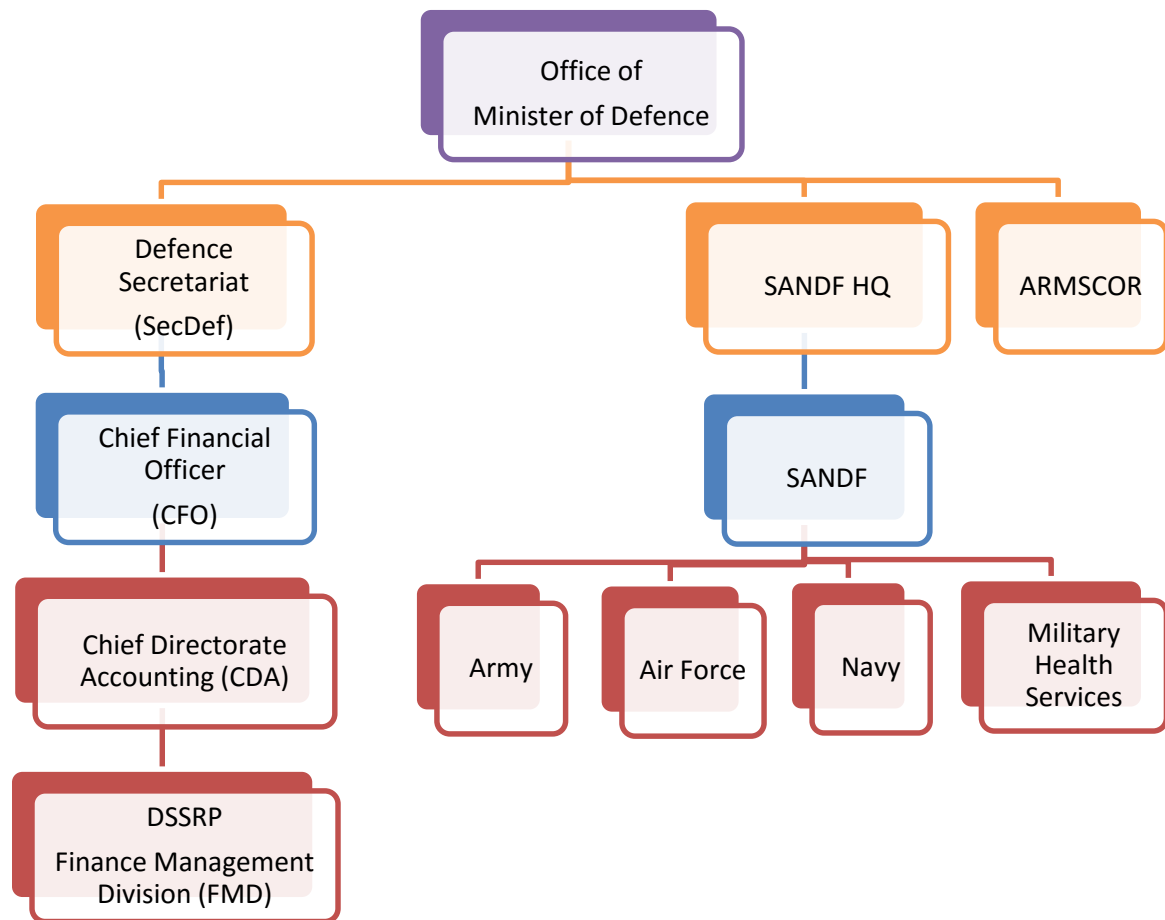 Office of
Minister of Defence
Defence
Secretariat
(SecDef)
SANDF HQ
ARMSCOR
Chief Financial
Officer
(CFO)
SANDF
Chief Directorate
Accounting (CDA)
Army
Air Force
Navy
Military
Health
Services
DSSRP
Finance Management
Division (FMD)